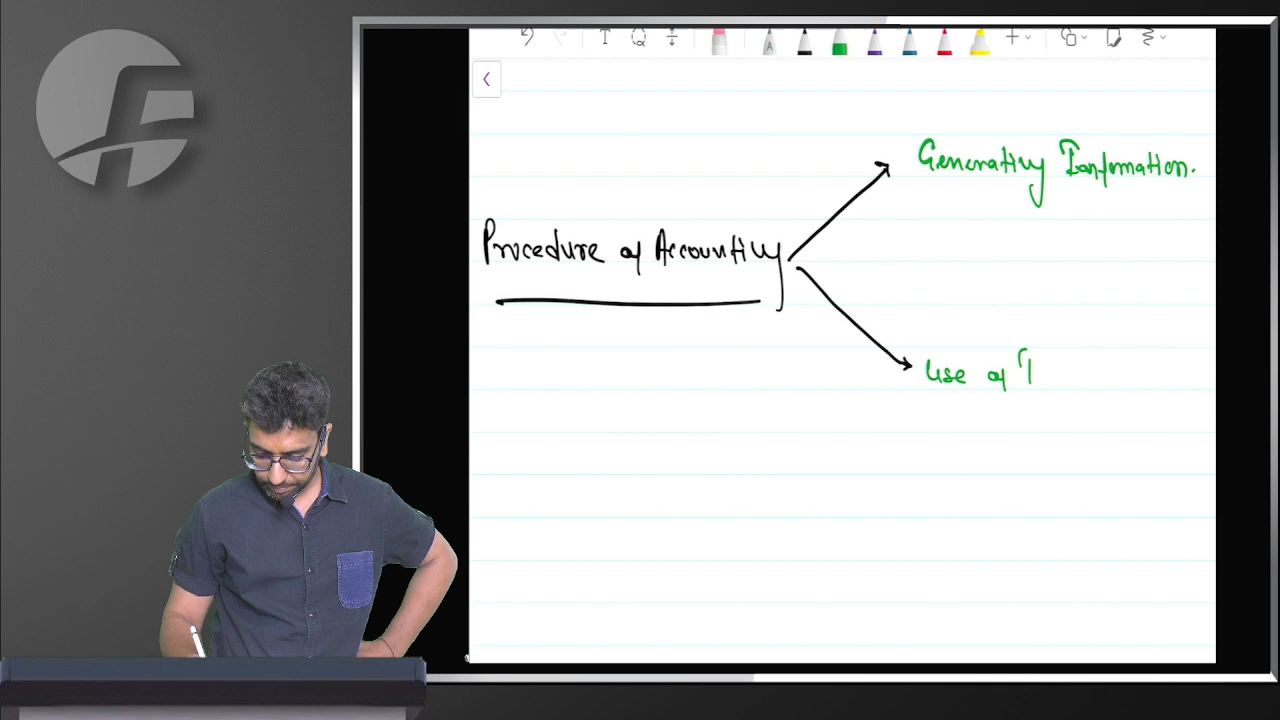 Generating Information.
Procedure of Accounting
Use of I